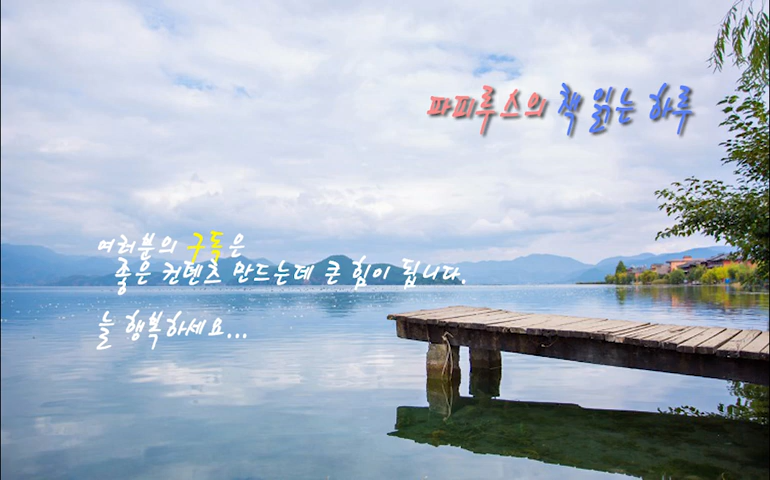 파피루스의 책 읽는 하루
여러분의 구독은
좋은 컨텐츠 만드는데 큰 힘이 됩니다.
늘 행복하세요...